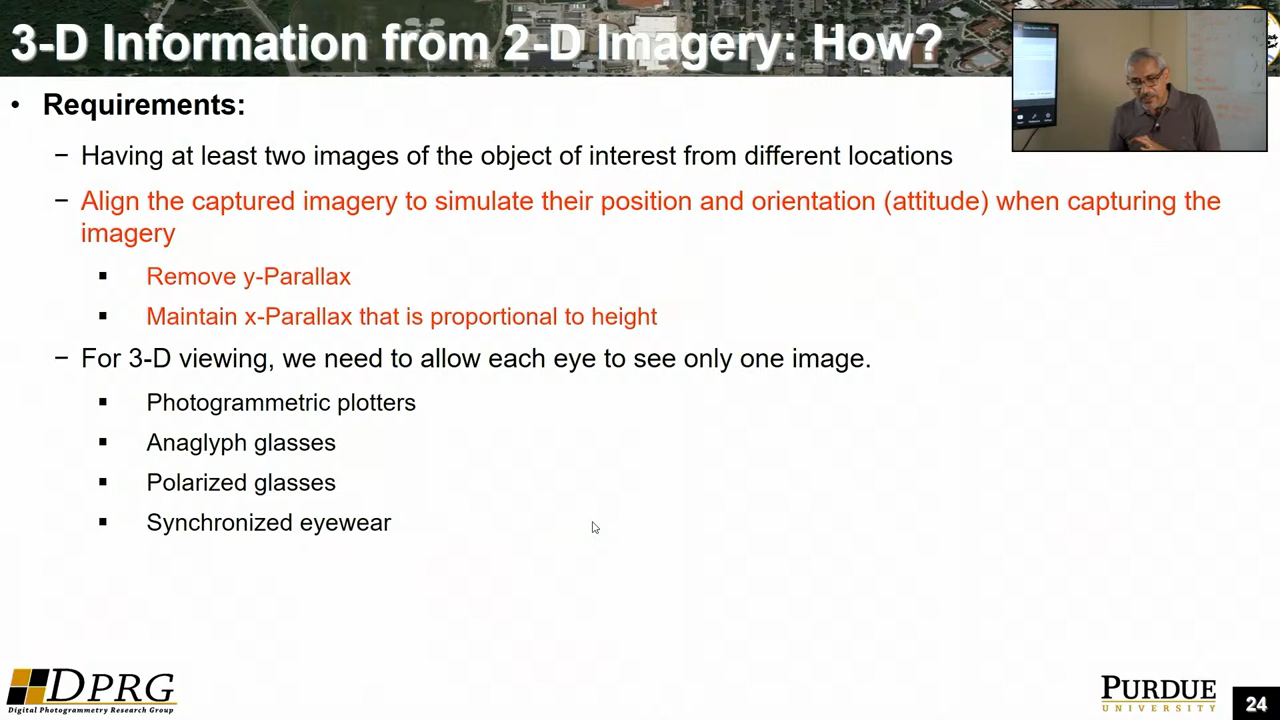 3-D Information from 2-D Imagery: How?
• Requirements:
− Having at least two images of the object of interest from different locations
− Align the captured imagery to simulate their position and orientation (attitude) when capturing the
imagery
▪ Remove y-Parallax
▪ Maintain x-Parallax that is proportional to height
− For 3-D viewing, we need to allow each eye to see only one image.
▪ Photogrammetric plotters
▪ Anaglyph glasses
▪ Polarized glasses
▪ Synchronized eyewear
DPRG
Digital Photogrammetry Research Group
PURDUE
UNIVERSITY
24